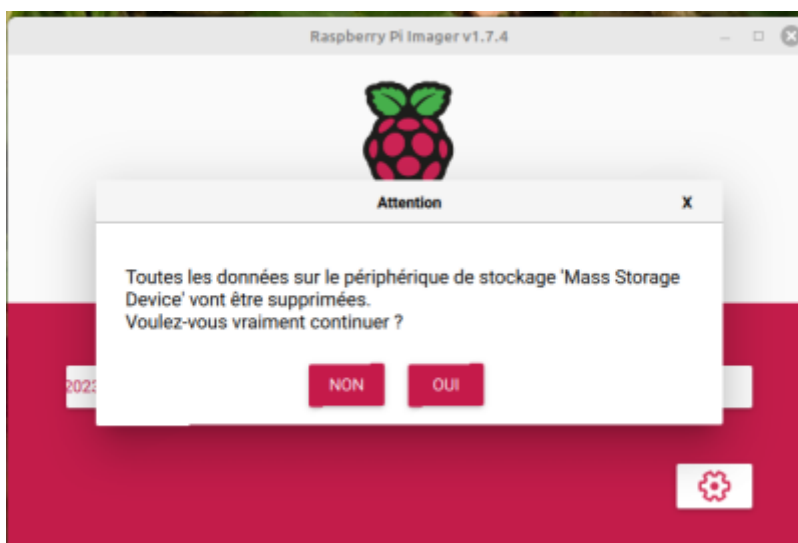 Raspberry Pi Imager v1.7.4
Attention
X
Toutes les données sur le périphérique de stockage 'Mass Storage
Device' vont être supprimées.
Voulez-vous vraiment continuer ?
NON
OUI
2023